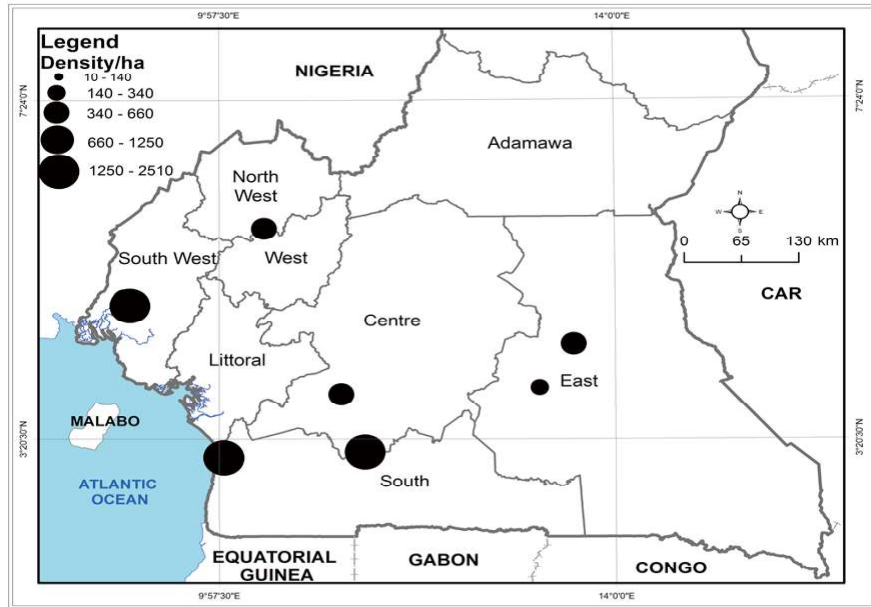 9°57'30"E 14°0'0"E
Legend
Density/ha
10 - 140
140 - 340
340 - 660
660 - 1250
1250 - 2510
NIGERIA
7°24'0"N 7°24'0"N
Adamawa
North
West
N
W E
S
South West
West
0 65 130 km
CAR
Centre
Littoral
East
MALABO
3°20'30"N 3°20'30"N
South
ATLANTIC
OCEAN
EQUATORIAL
GUINEA
GABON
CONGO
9°57'30"E 14°0'0"E